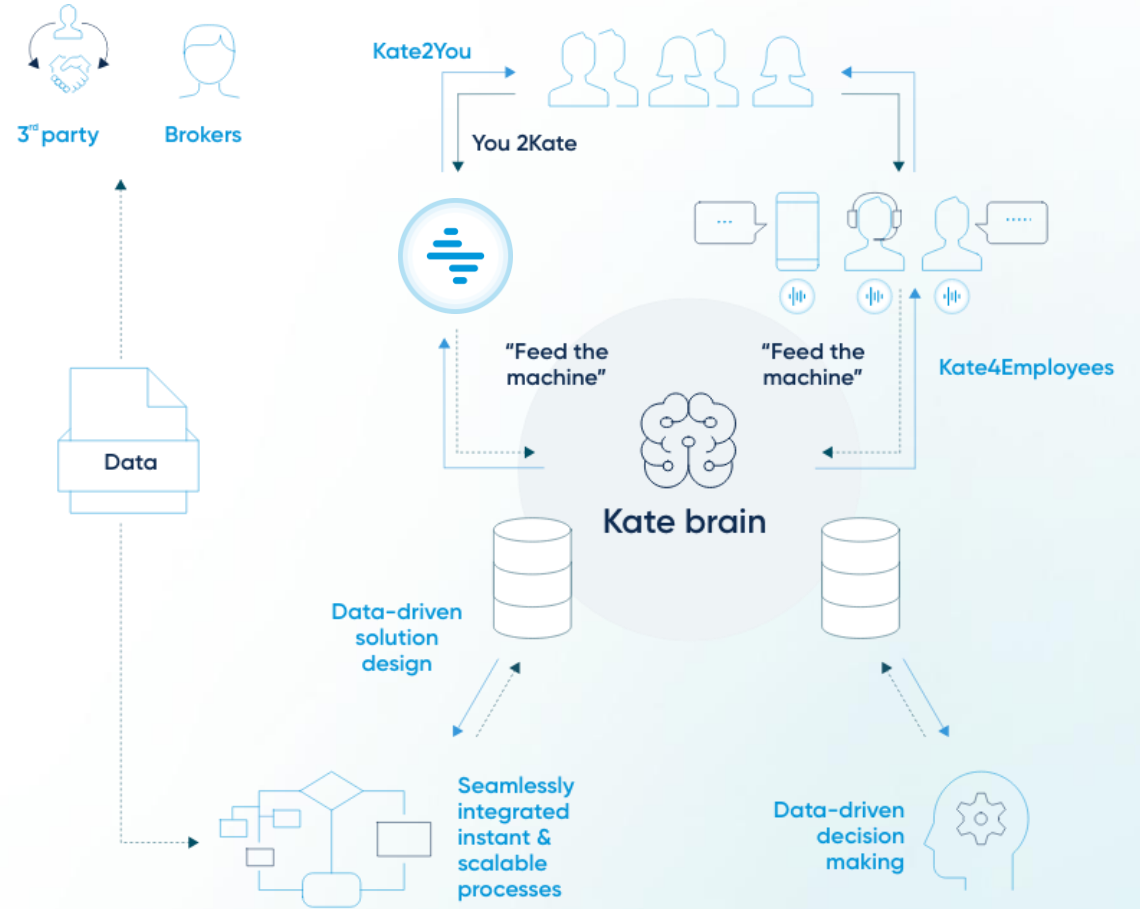 Kate2You
3rd party
Brokers
You 2Kate
...
.....
"Feed the
machine"
"Feed the
machine"
Kate4Employees
Data
Kate brain
Data-driven
solution
design
Seamlessly
integrated
instant &
scalable
processes
Data-driven
decision
making